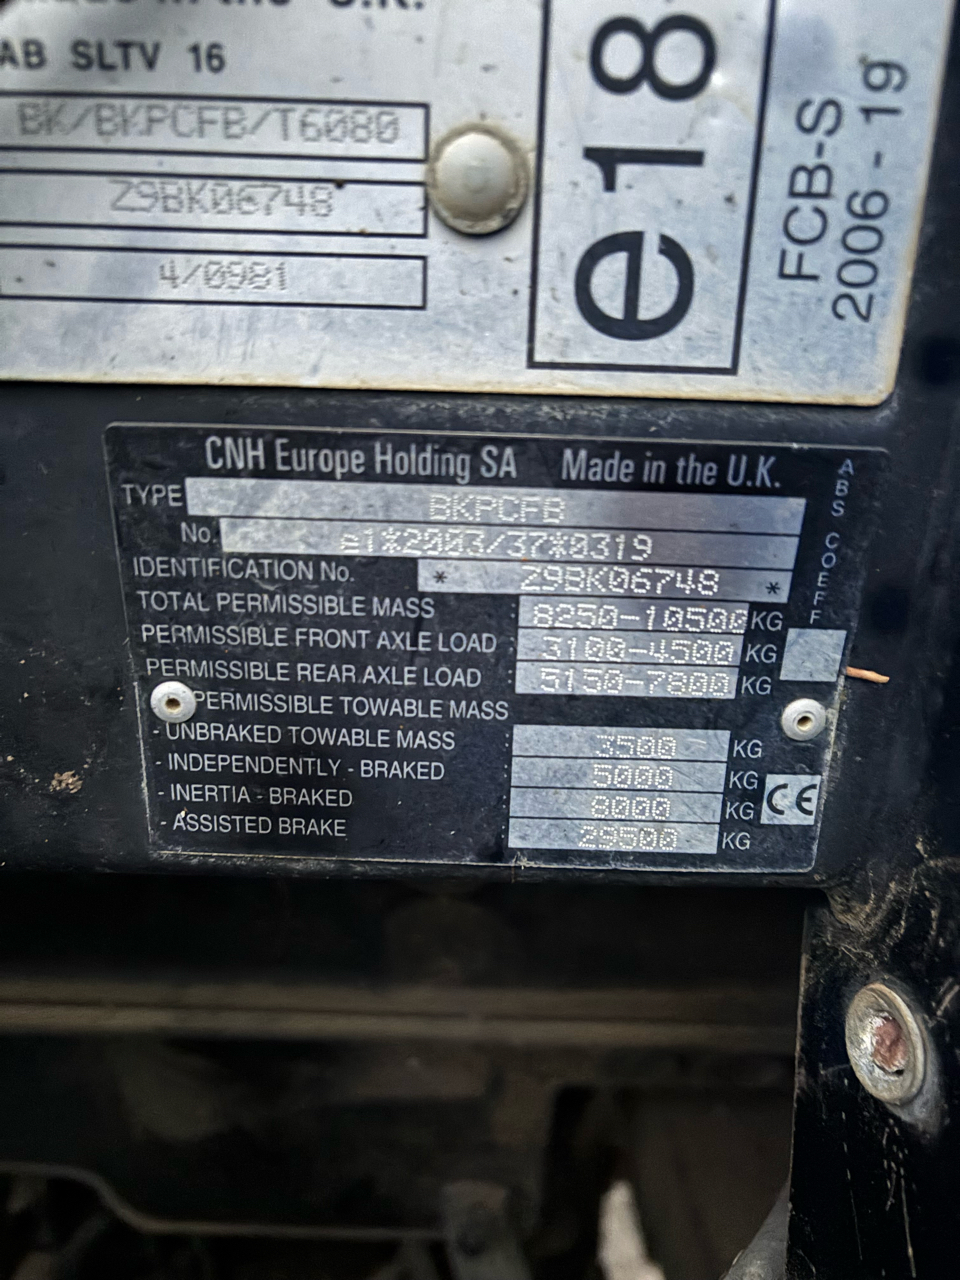 Made in the U.K.
AB SLTV 16
BK/BKPCFB/T6080
Z9BK06748
4/0981
e18
FCB-S
2006 - 19
CNH Europe Holding SA Made in the U.K.
TYPE BKPCFB
No. e1*2003/37*0319
IDENTIFICATION No. * Z9BK06748 *
TOTAL PERMISSIBLE MASS : 8250-10500 KG
PERMISSIBLE FRONT AXLE LOAD : 3100-4500 KG
PERMISSIBLE REAR AXLE LOAD : 5150-7800 KG
PERMISSIBLE TOWABLE MASS
- UNBRAKED TOWABLE MASS : 3500 KG
- INDEPENDENTLY - BRAKED : 5000 KG
- INERTIA - BRAKED : 8000 KG
- ASSISTED BRAKE : 29500 KG
ABS COEFF
CE